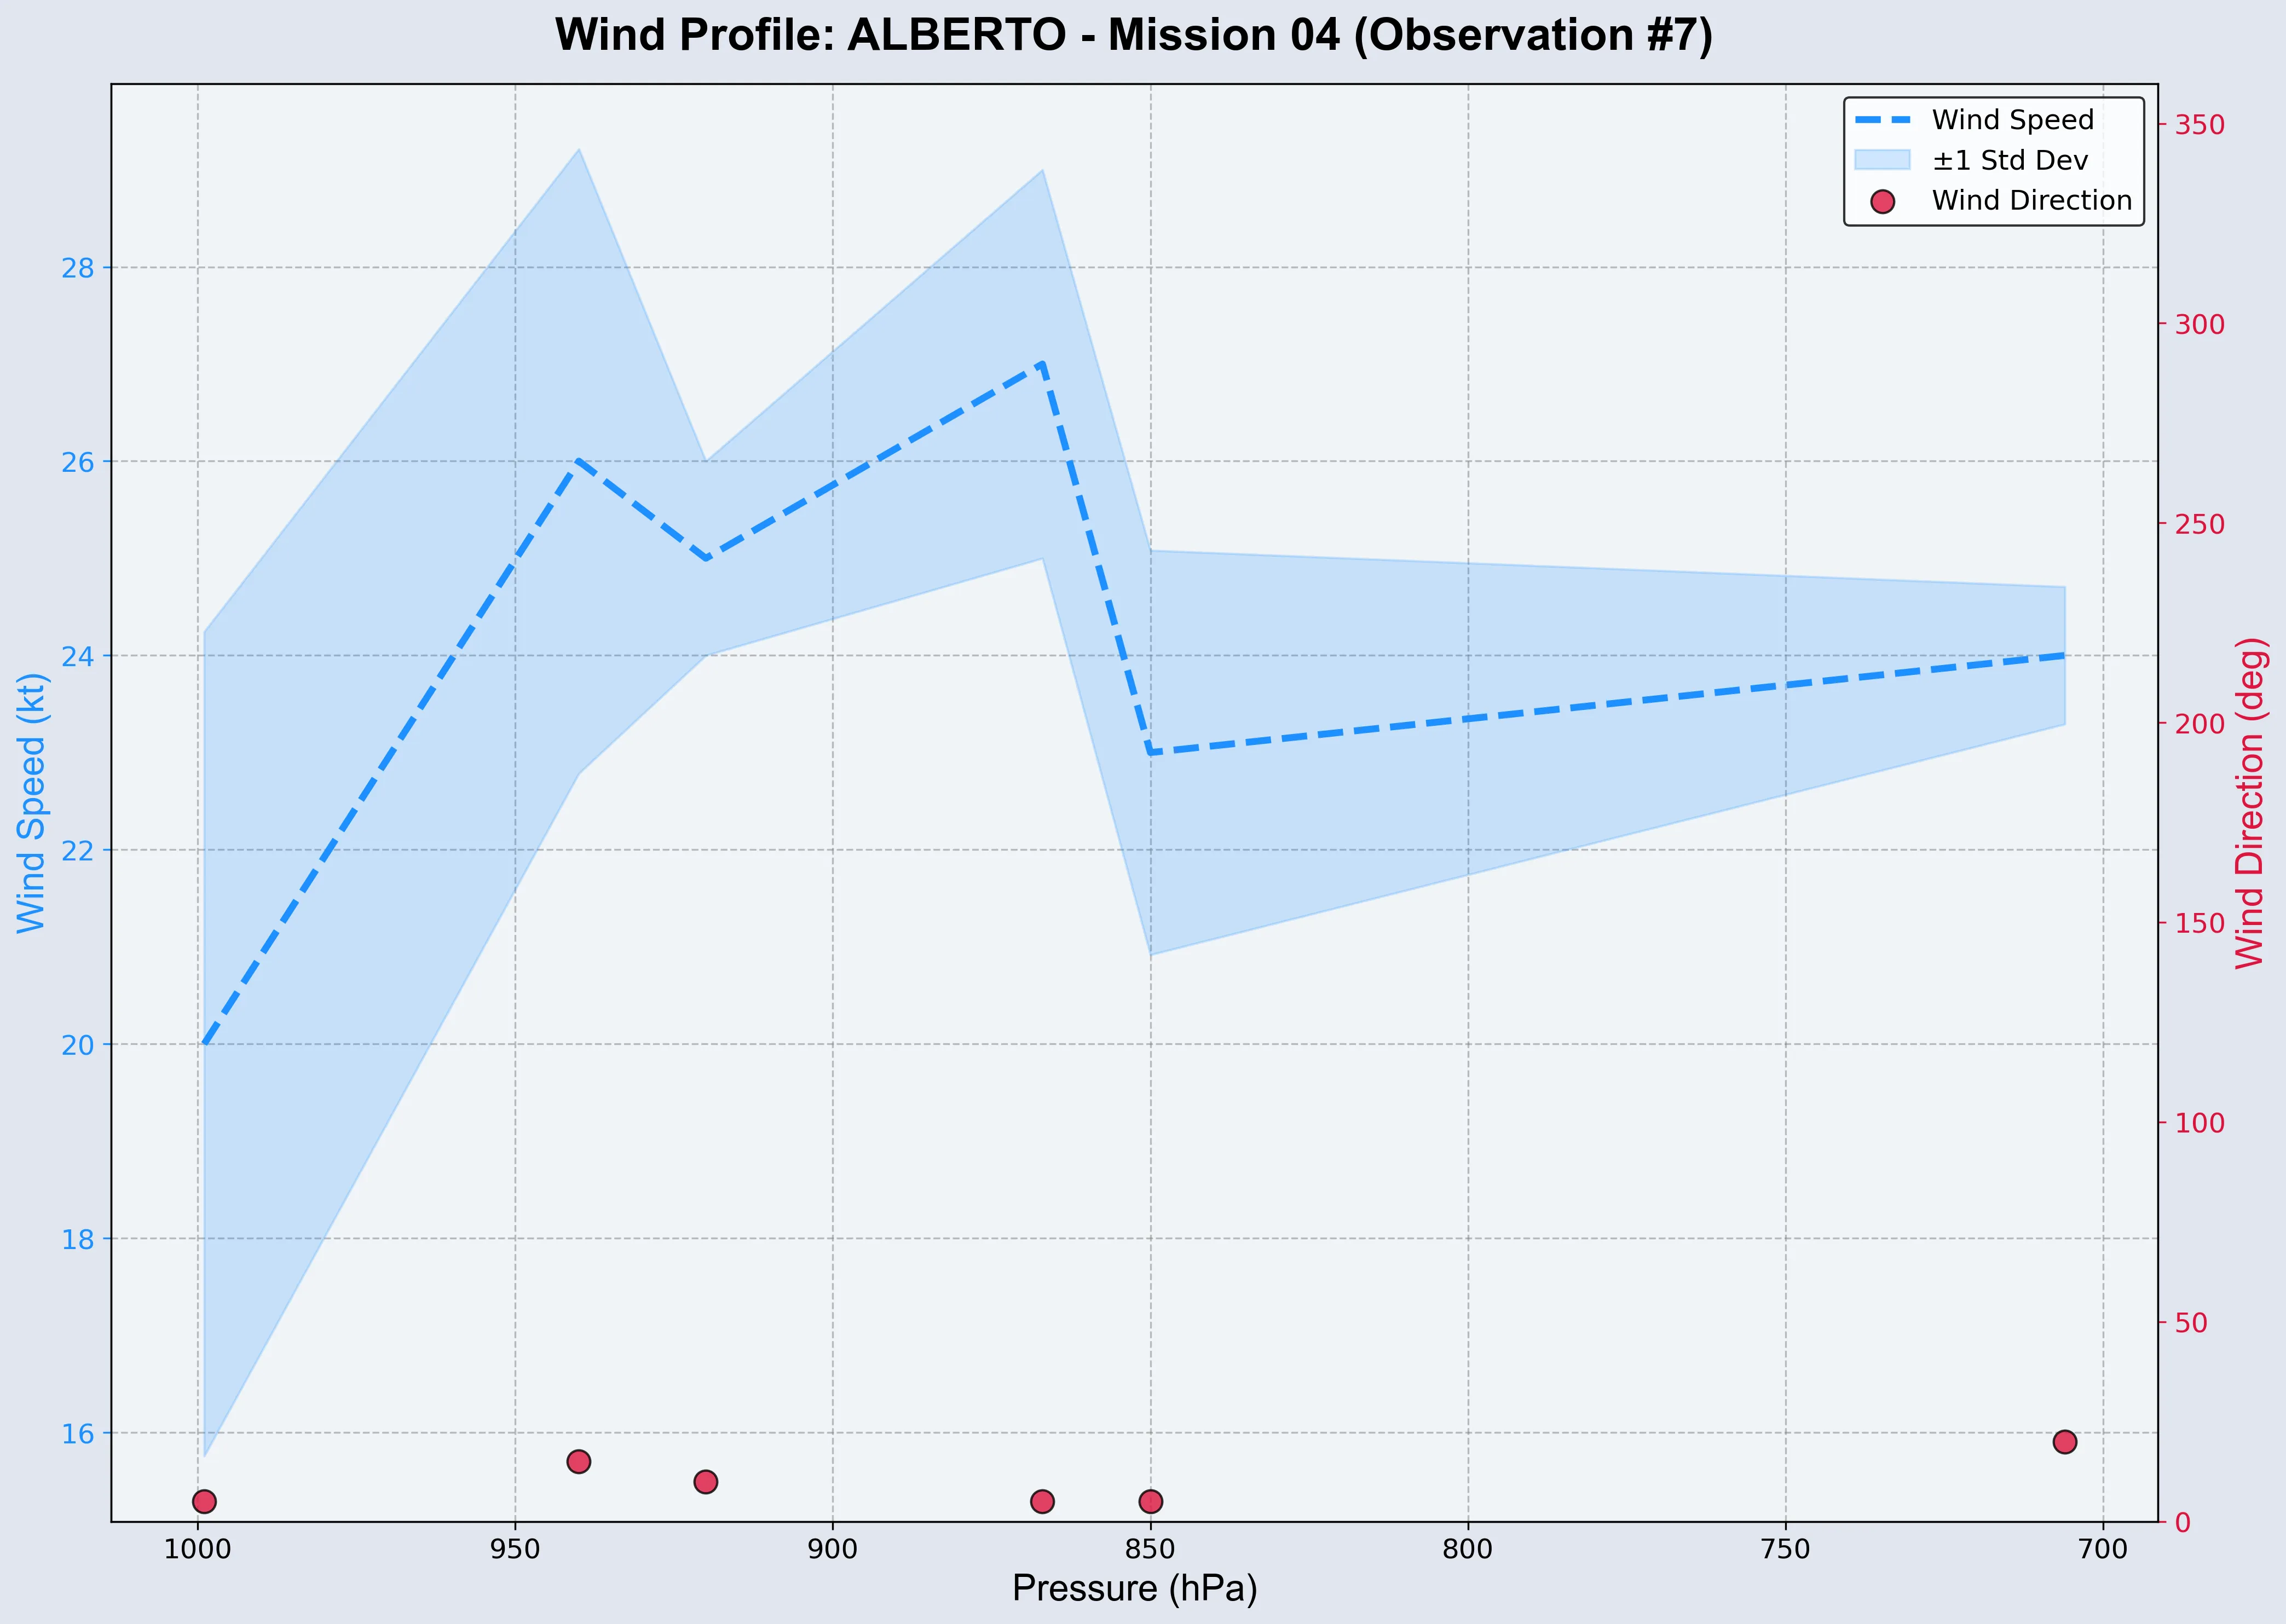 Wind Profile: ALBERTO - Mission 04 (Observation #7)
Wind Speed
±1 Std Dev
Wind Direction
28
26
24
22
20
18
16
Wind Speed (kt)
350
300
250
200
150
100
50
0
Wind Direction (deg)
1000 950 900 850 800 750 700
Pressure (hPa)